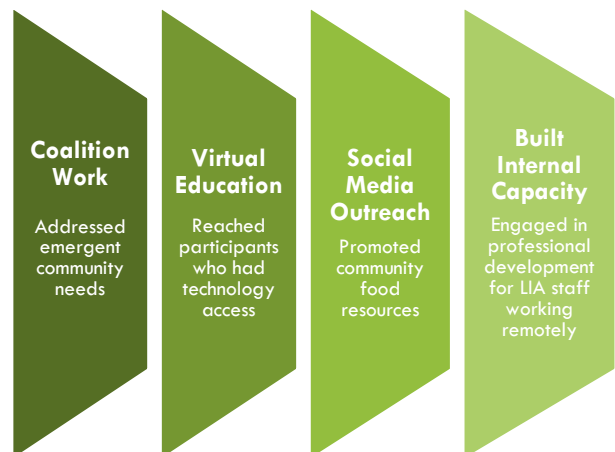 Coalition
Work
Addressed
emergent
community
needs
Virtual
Education
Reached
participants
who had
technology
access
Social
Media
Outreach
Promoted
community
food
resources
Built
Internal
Capacity
Engaged in
professional
development
for LIA staff
working
remotely